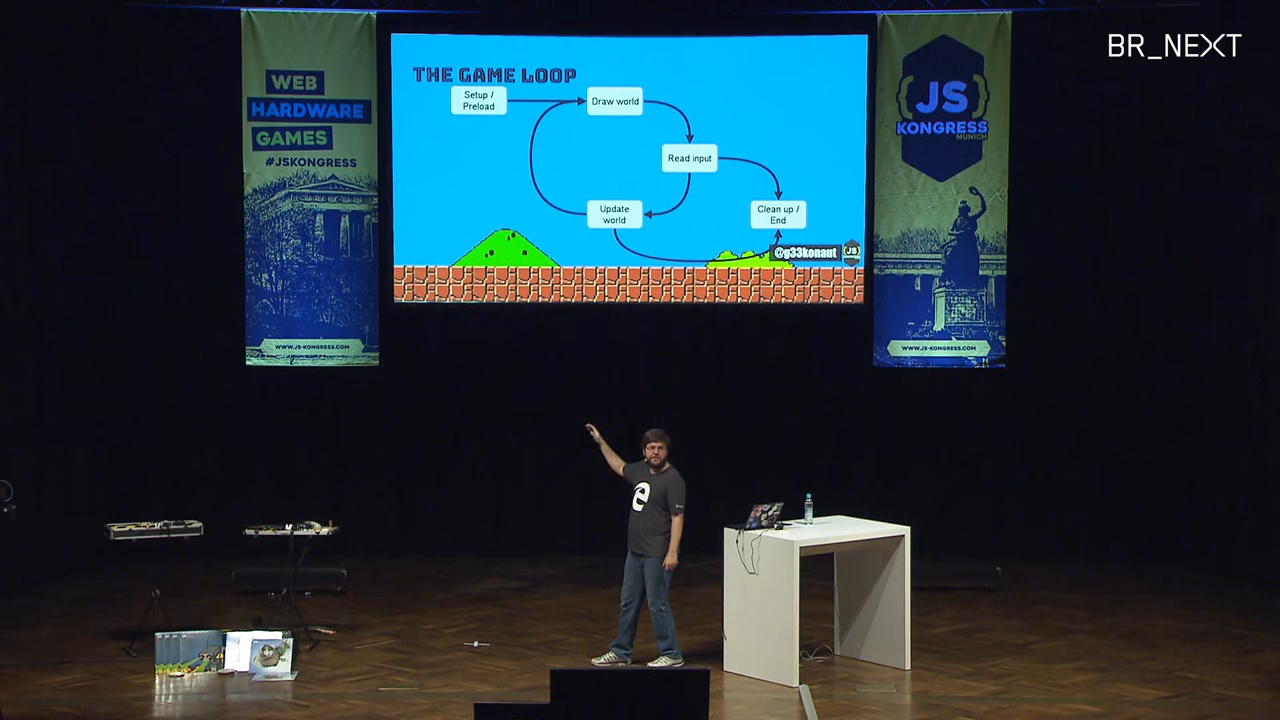 BR_NEXT
WEB
HARDWARE
GAMES
#JSKONGRESS
WWW.JS-KONGRESS.COM
THE GAME LOOP
Setup /
Preload
Draw world
Read input
Update
world
Clean up /
End
@g33konaut
{JS}
{JS}
KONGRESS
MUNICH
WWW.JS-KONGRESS.COM
e